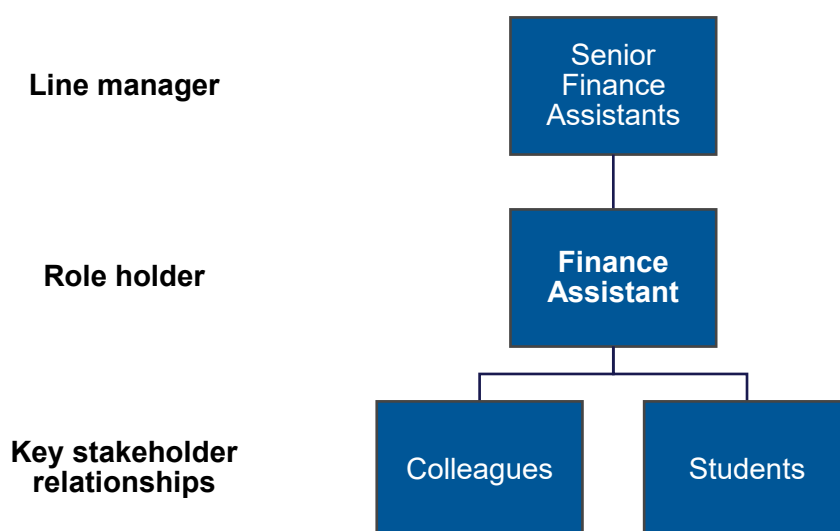 Line manager
Senior
Finance
Assistants
Role holder
Finance
Assistant
Key stakeholder
relationships
Colleagues
Students